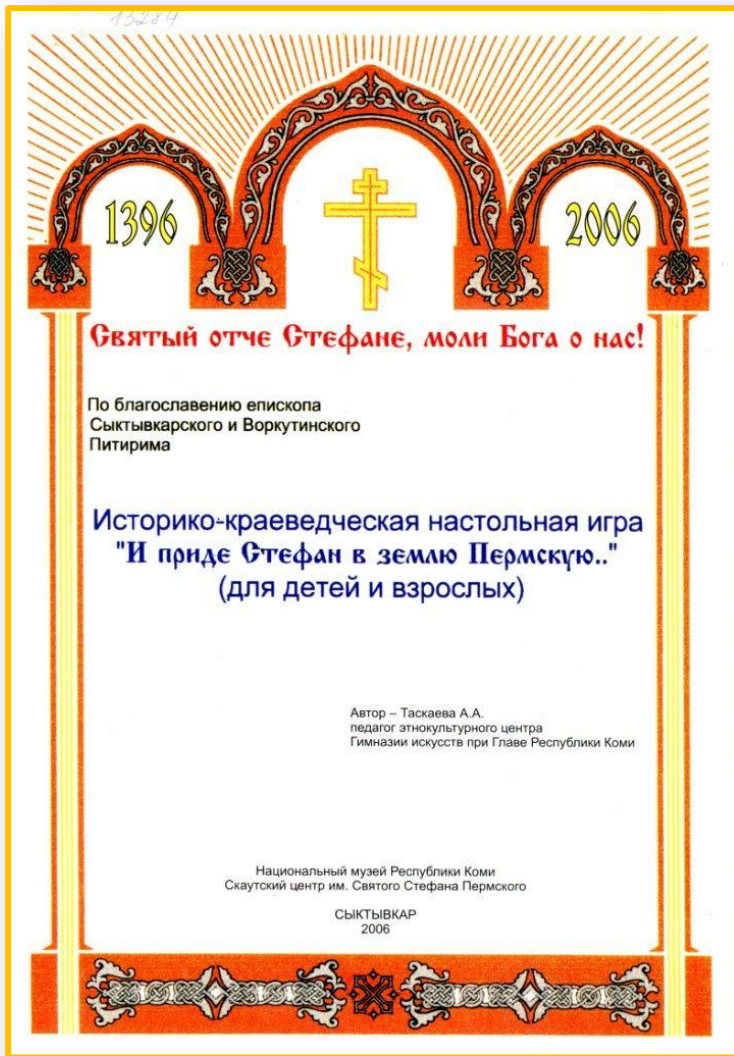 13284
1396
2006
Святый отче Стефане, моли Бога о нас!
По благославению епископа
Сыктывкарского и Воркутинского
Питирима
Историко-краеведческая настольная игра
"И приде Стефан в землю Пермскую.."
(для детей и взрослых)
Автор – Таскаева А.А.
педагог этнокультурного центра
Гимназии искусств при Главе Республики Коми
Национальный музей Республики Коми
Скаутский центр им. Святого Стефана Пермского
СЫКТЫВКАР
2006